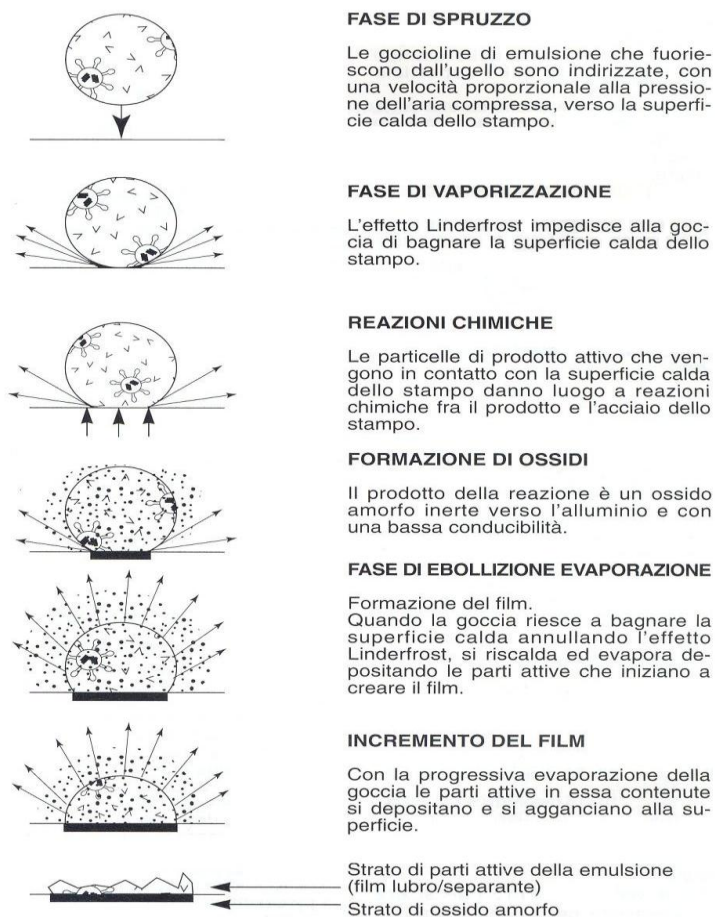 FASE DI SPRUZZO
Le goccioline di emulsione che fuorie-
scono dall'ugello sono indirizzate, con
una velocità proporzionale alla pressio-
ne dell'aria compressa, verso la superfi-
cie calda dello stampo.
FASE DI VAPORIZZAZIONE
L'effetto Linderfrost impedisce alla goc-
cia di bagnare la superficie calda dello
stampo.
REAZIONI CHIMICHE
Le particelle di prodotto attivo che ven-
gono in contatto con la superficie calda
dello stampo danno luogo a reazioni
chimiche fra il prodotto e l'acciaio dello
stampo.
FORMAZIONE DI OSSIDI
Il prodotto della reazione è un ossido
amorfo inerte verso l'alluminio e con
una bassa conducibilità.
FASE DI EBOLLIZIONE EVAPORAZIONE
Formazione del film.
Quando la goccia riesce a bagnare la
superficie calda annullando l'effetto
Linderfrost, si riscalda ed evapora de-
positando le parti attive che iniziano a
creare il film.
INCREMENTO DEL FILM
Con la progressiva evaporazione della
goccia le parti attive in essa contenute
si depositano e si agganciano alla su-
perficie.
Strato di parti attive della emulsione
(film lubro/separante)
Strato di ossido amorfo